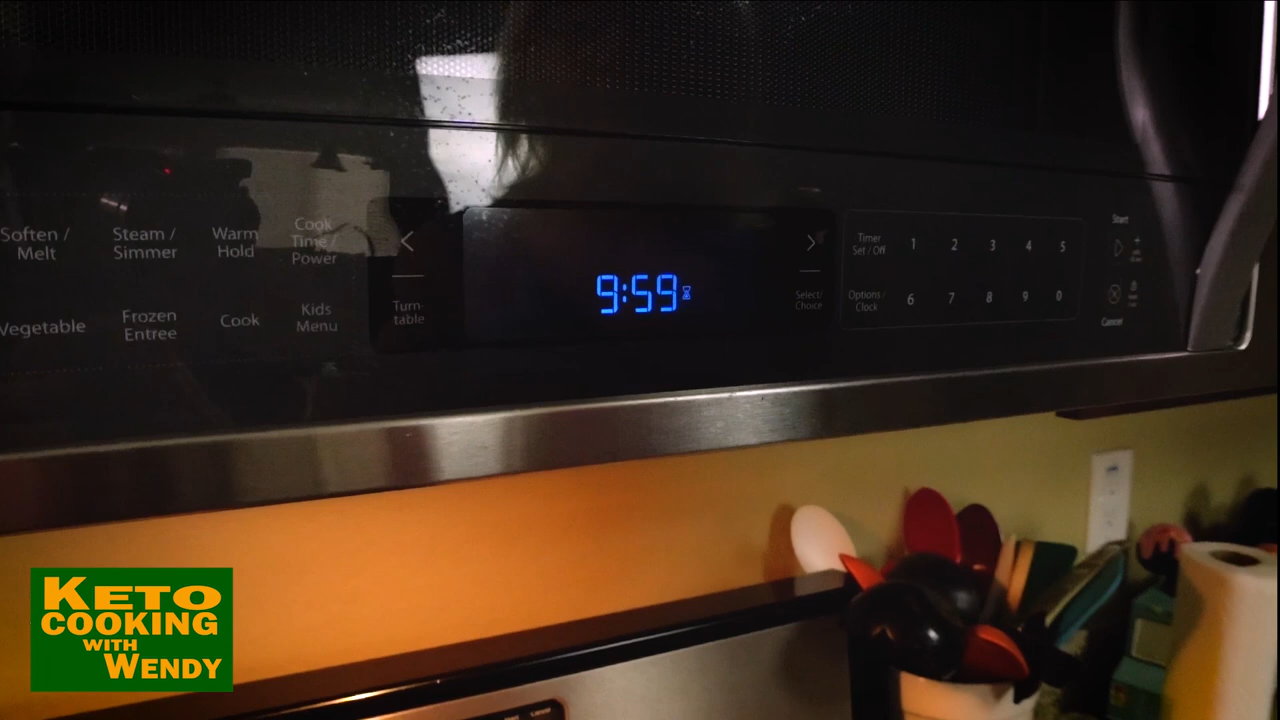 Soften /
Melt
Steam /
Simmer
Warm
Hold
Cook
Time /
Power
Vegetable
Frozen
Entree
Cook
Kids
Menu
<
Turn-
table
9:59
>
Select/
Choice
Timer
Set / Off
1 2 3 4 5
Options /
Clock
6 7 8 9 0
Start
Cancel
KETO
COOKING
WITH
WENDY